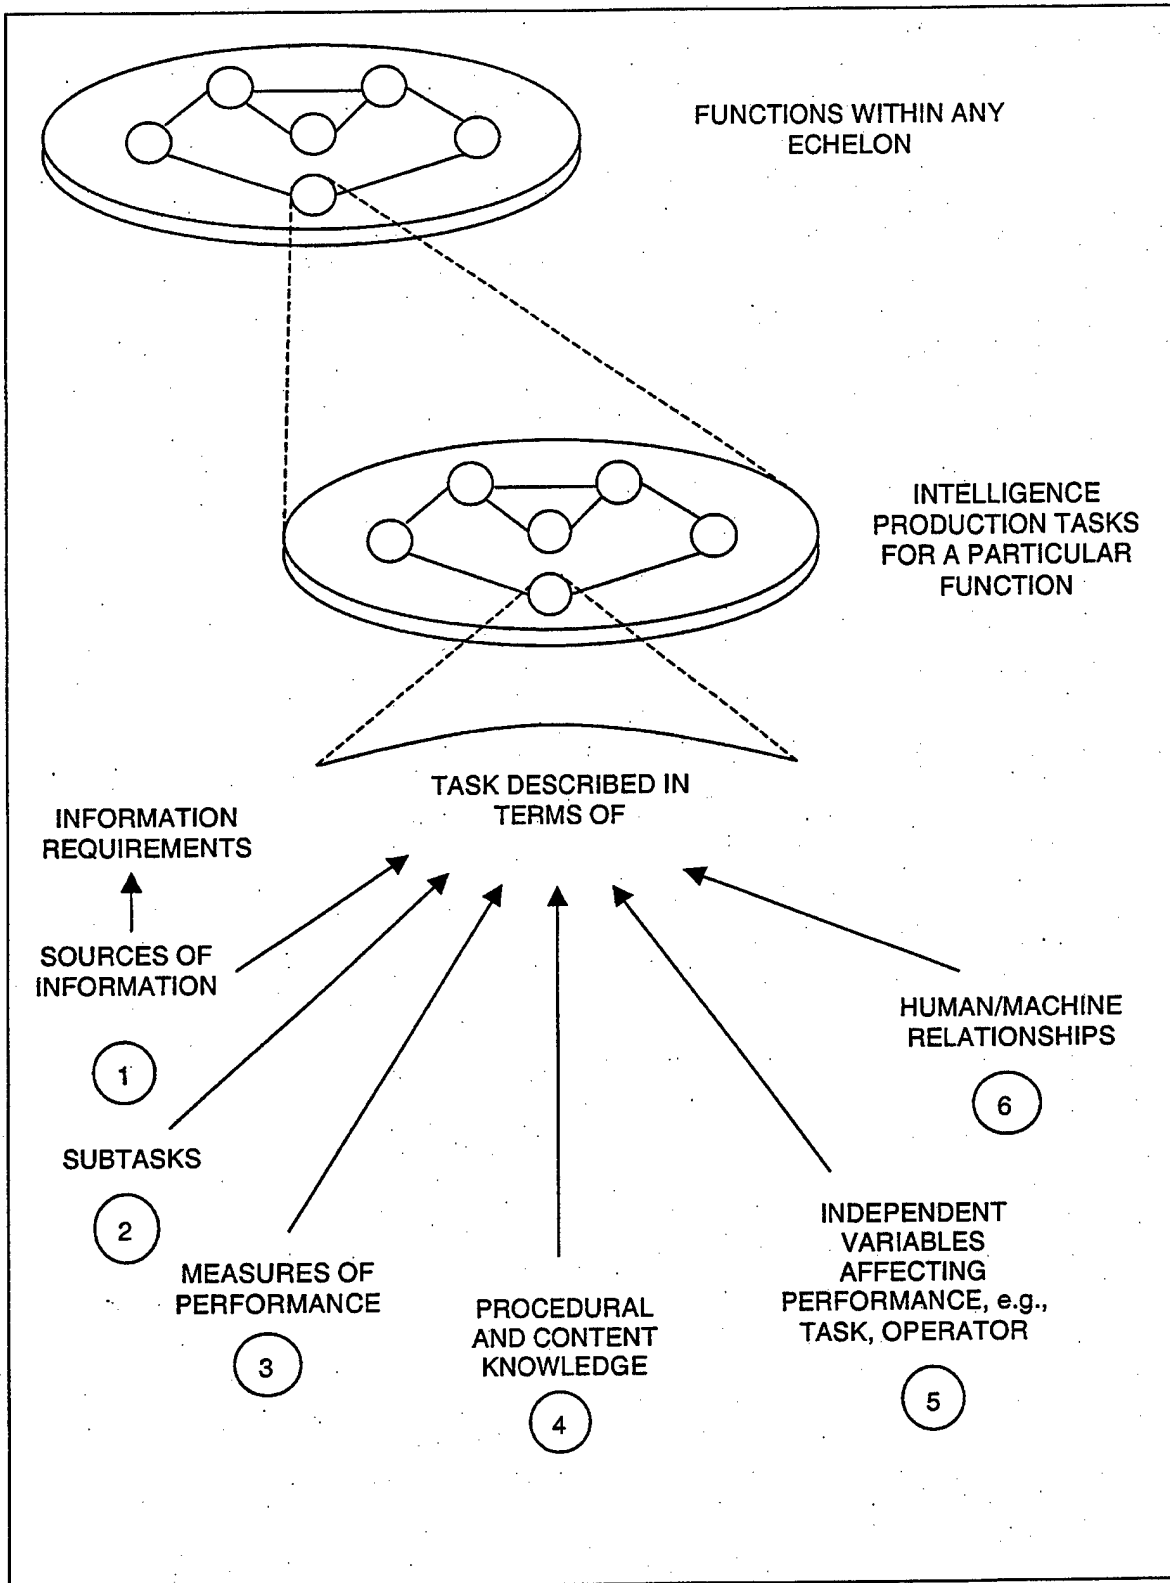 FUNCTIONS WITHIN ANY
ECHELON
INTELLIGENCE
PRODUCTION TASKS
FOR A PARTICULAR
FUNCTION
TASK DESCRIBED IN
TERMS OF
INFORMATION
REQUIREMENTS
SOURCES OF
INFORMATION
1
SUBTASKS
2
MEASURES OF
PERFORMANCE
3
PROCEDURAL
AND CONTENT
KNOWLEDGE
4
INDEPENDENT
VARIABLES
AFFECTING
PERFORMANCE, e.g.,
TASK, OPERATOR
5
HUMAN/MACHINE
RELATIONSHIPS
6